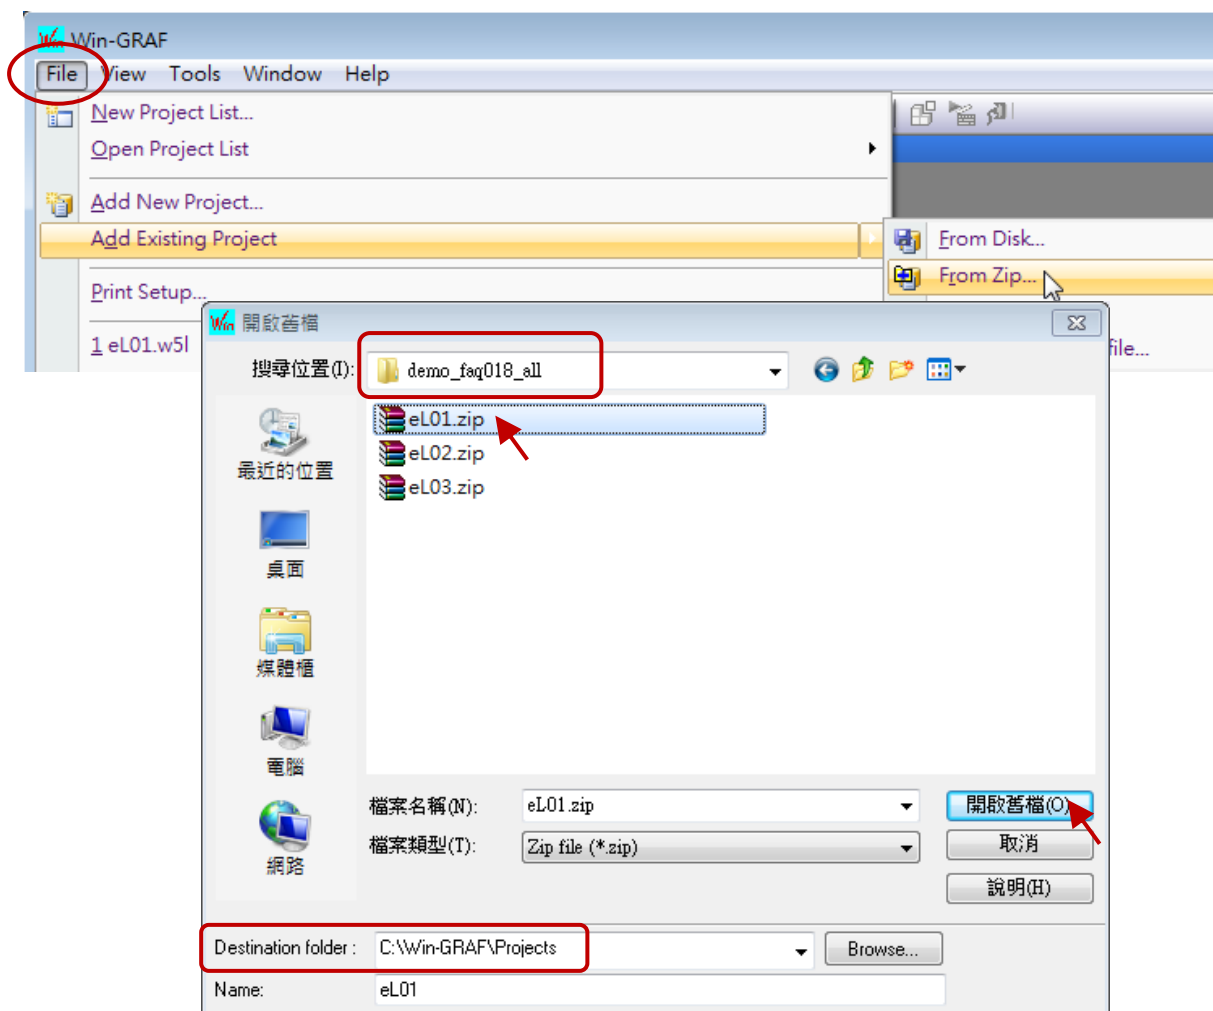 Win Win-GRAF
File View Tools Window Help
New Project List...
Open Project List
Add New Project...
Add Existing Project
From Disk...
From Zip...
Print Setup...
1 eL01.w5l
file...
Win 開啟舊檔
搜尋位置(I): demo_faq018_all
eL01.zip
eL02.zip
eL03.zip
最近的位置
桌面
媒體櫃
電腦
網路
檔案名稱(N): eL01.zip 開啟舊檔(O)
檔案類型(T): Zip file (*.zip) 取消
說明(H)
Destination folder : C:\Win-GRAF\Projects Browse...
Name: eL01